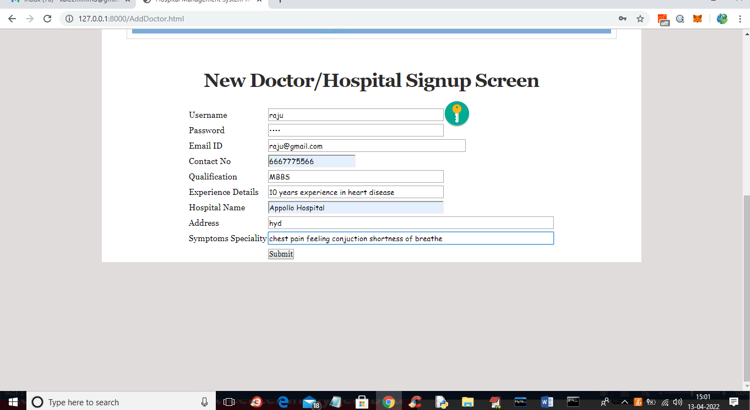 127.0.0.1:8000/AddDoctor.html
New Doctor/Hospital Signup Screen
Username raju
Password ····
Email ID raju@gmail.com
Contact No 6667775566
Qualification MBBS
Experience Details 10 years experience in heart disease
Hospital Name Appollo Hospital
Address hyd
Symptoms Speciality chest pain feeling conjuction shortness of breathe
Submit
Type here to search
18
15:01
13-04-2022